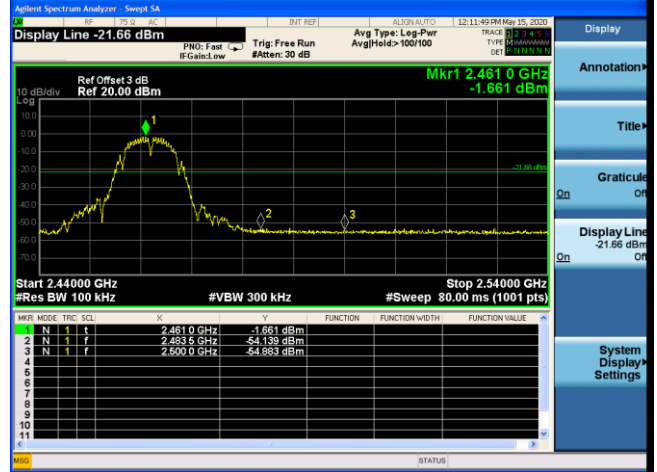 Agilent Spectrum Analyzer - Swept SA
RF 75 Ω AC INT REF ALIGN AUTO 12:11:49 PM May 15, 2020
Display Line -21.66 dBm
PNO: Fast
IFGain:Low
Trig: Free Run
#Atten: 30 dB
Avg Type: Log-Pwr
Avg|Hold:> 100/100
TRACE 1 2 3 4 5 6
TYPE MWWWWW
DET P N N N N N
Display
Annotation
Title
Graticule
On Off
Display Line
-21.66 dBm
On Off
System
Display
Settings
Ref Offset 3 dB
10 dB/div Ref 20.00 dBm
Log
Mkr1 2.461 0 GHz
-1.661 dBm
10.0
0.00
-10.0
-20.0
-30.0
-40.0
-50.0
-60.0
-70.0
1
2
3
-21.66 dBm
Start 2.44000 GHz Stop 2.54000 GHz
#Res BW 100 kHz #VBW 300 kHz #Sweep 80.00 ms (1001 pts)
MKR MODE TRC SCL X Y FUNCTION FUNCTION WIDTH FUNCTION VALUE
1 N 1 t 2.461 0 GHz -1.661 dBm
2 N 1 f 2.483 5 GHz -54.139 dBm
3 N 1 f 2.500 0 GHz -54.883 dBm
4
5
6
7
8
9
10
11
MSG STATUS